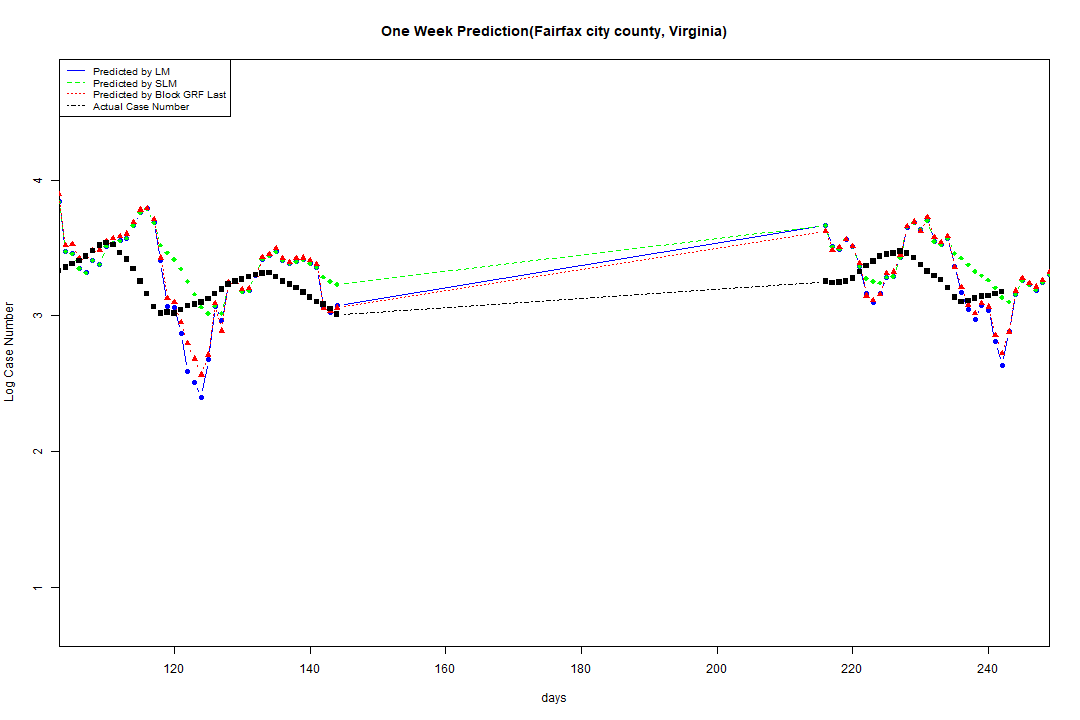 One Week Prediction(Fairfax city county, Virginia)
Predicted by LM
Predicted by SLM
Predicted by Block GRF Last
Actual Case Number
4
3
2
1
Log Case Number
120 140 160 180 200 220 240
days